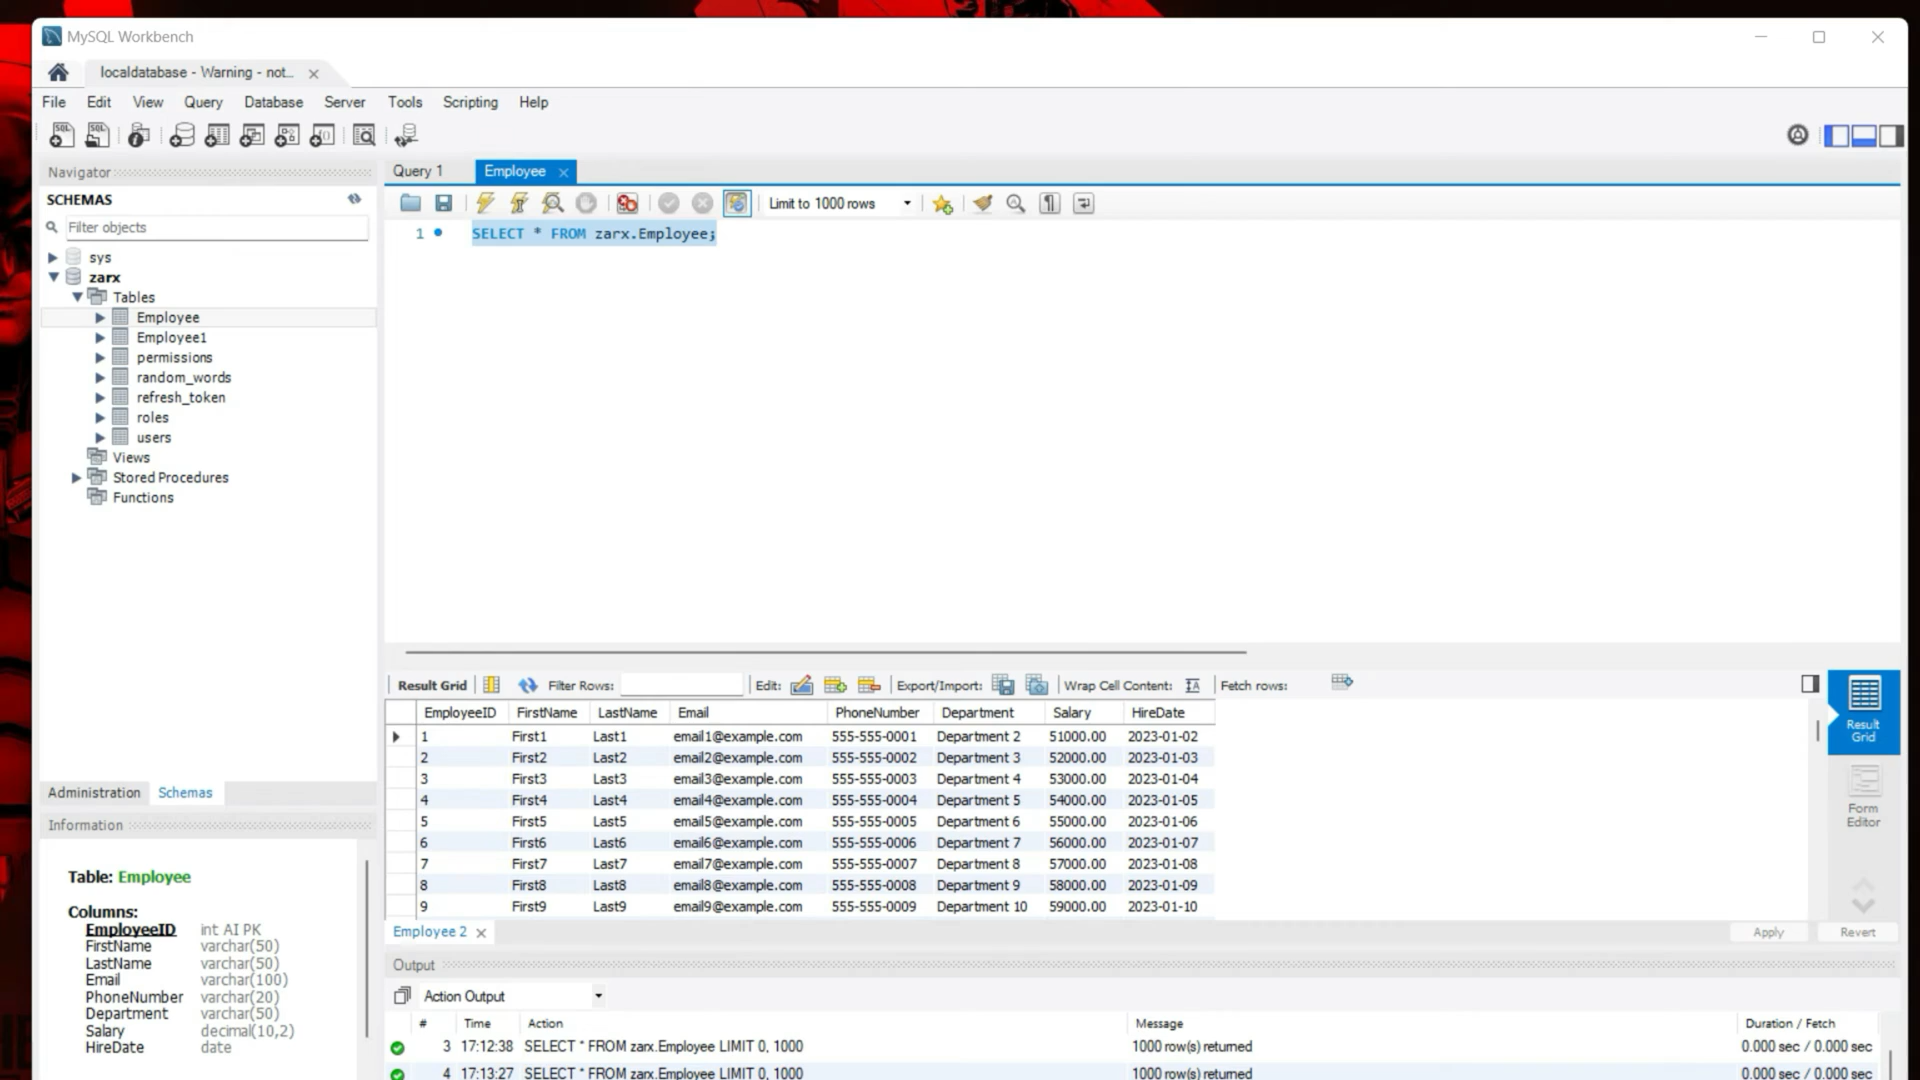 MySQL Workbench
localdatabase - Warning - not...
File Edit View Query Database Server Tools Scripting Help
Navigator
SCHEMAS
Filter objects
sys
zarx
Tables
Employee
Employee1
permissions
random_words
refresh_token
roles
users
Views
Stored Procedures
Functions
Administration Schemas
Information
Table: Employee
Columns:
EmployeeID int AI PK
FirstName varchar(50)
LastName varchar(50)
Email varchar(100)
PhoneNumber varchar(20)
Department varchar(50)
Salary decimal(10,2)
HireDate date
Query 1 Employee
Limit to 1000 rows
1 SELECT * FROM zarx.Employee;
Result Grid Filter Rows: Edit: Export/Import: Wrap Cell Content: Fetch rows:
EmployeeID FirstName LastName Email PhoneNumber Department Salary HireDate
1 First1 Last1 email1@example.com 555-555-0001 Department 2 51000.00 2023-01-02
2 First2 Last2 email2@example.com 555-555-0002 Department 3 52000.00 2023-01-03
3 First3 Last3 email3@example.com 555-555-0003 Department 4 53000.00 2023-01-04
4 First4 Last4 email4@example.com 555-555-0004 Department 5 54000.00 2023-01-05
5 First5 Last5 email5@example.com 555-555-0005 Department 6 55000.00 2023-01-06
6 First6 Last6 email6@example.com 555-555-0006 Department 7 56000.00 2023-01-07
7 First7 Last7 email7@example.com 555-555-0007 Department 8 57000.00 2023-01-08
8 First8 Last8 email8@example.com 555-555-0008 Department 9 58000.00 2023-01-09
9 First9 Last9 email9@example.com 555-555-0009 Department 10 59000.00 2023-01-10
Result
Grid
Form
Editor
Employee 2
Apply Revert
Output
Action Output
# Time Action Message Duration / Fetch
3 17:12:38 SELECT * FROM zarx.Employee LIMIT 0, 1000 1000 row(s) returned 0.000 sec / 0.000 sec
4 17:13:27 SELECT * FROM zarx.Employee LIMIT 0, 1000 1000 row(s) returned 0.000 sec / 0.000 sec